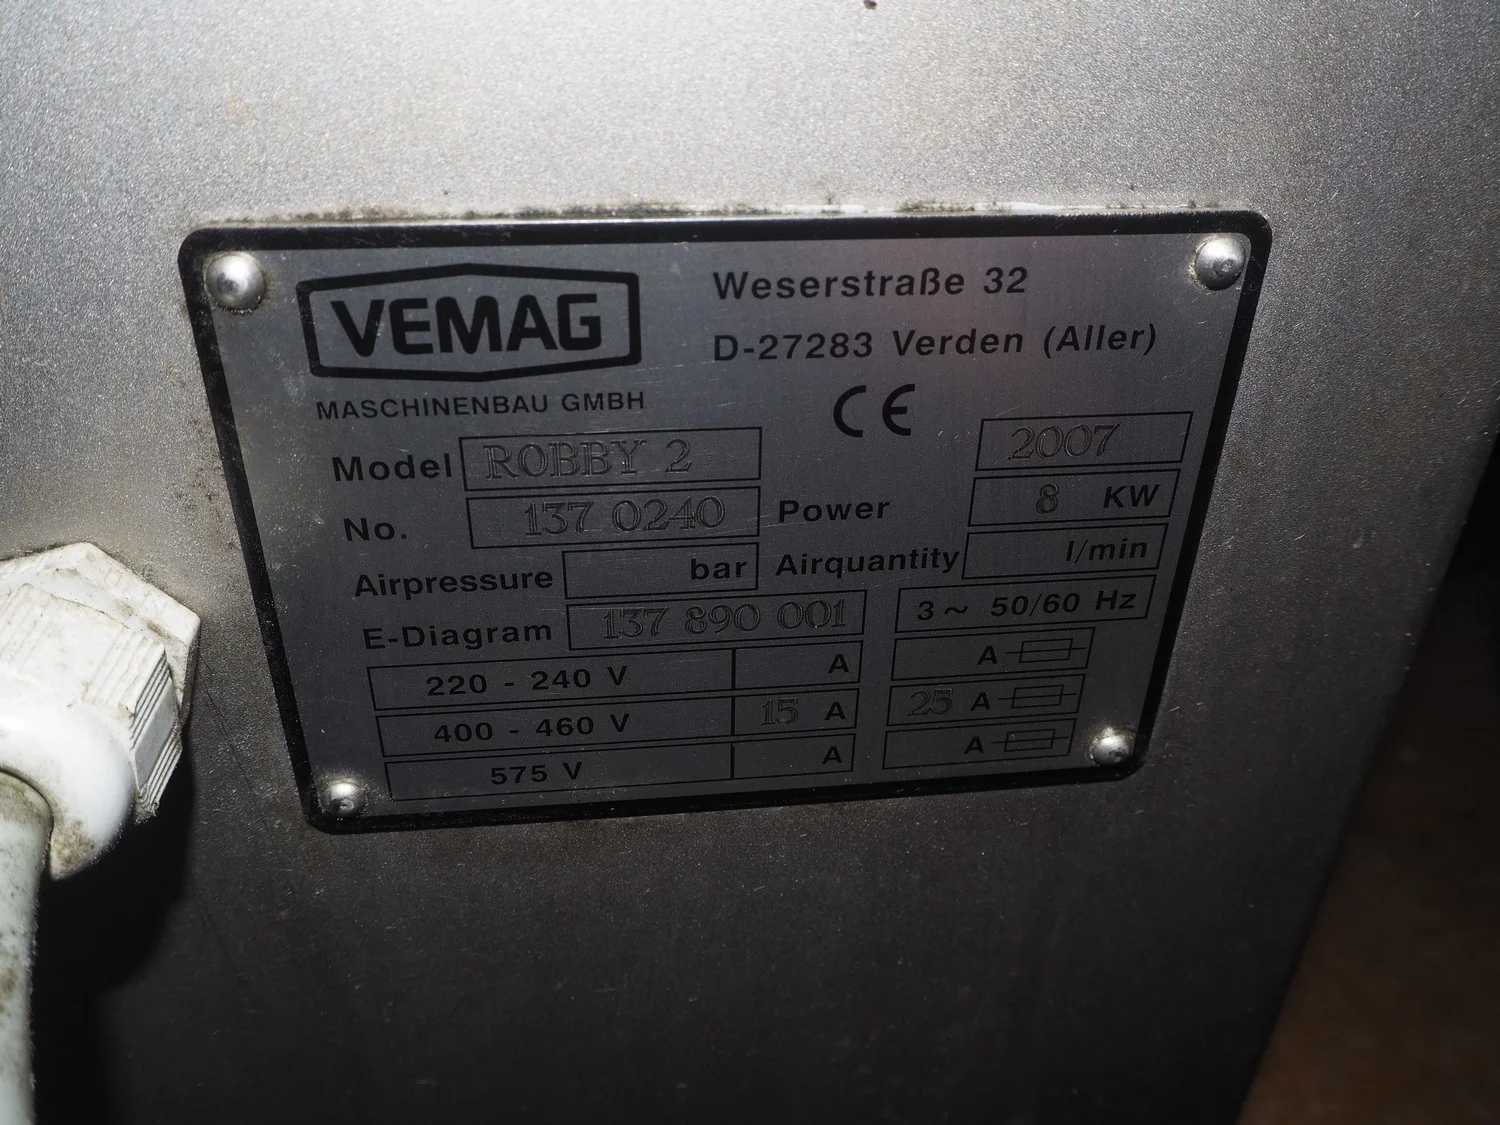 VEMAG
MASCHINENBAU GMBH
Weserstraße 32
D-27283 Verden (Aller)
CE
2007
Model ROBBY 2
No. 137 0240 Power 8 KW
Airpressure bar Airquantity l/min
E-Diagram 137 890 001 3~ 50/60 Hz
220 - 240 V A A
400 - 460 V 15 A 25 A
575 V A A